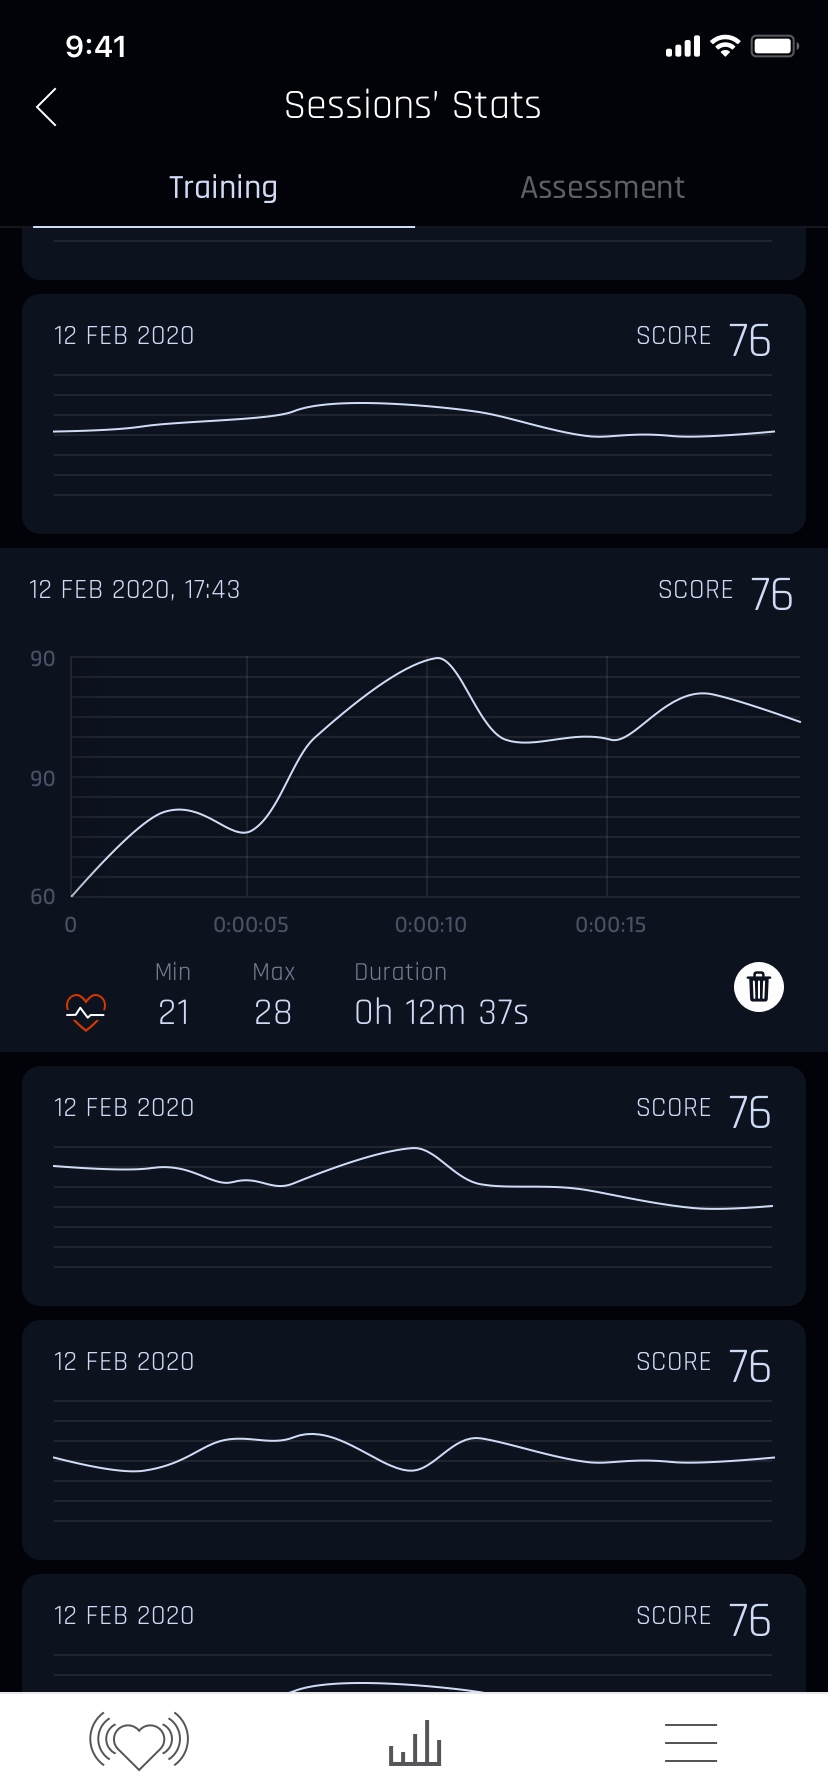 9:41
Sessions’ Stats
Training Assessment
12 FEB 2020 SCORE 76
12 FEB 2020, 17:43 SCORE 76
90
90
60
0 0:00:05 0:00:10 0:00:15
Min Max Duration
21 28 0h 12m 37s
12 FEB 2020 SCORE 76
12 FEB 2020 SCORE 76
12 FEB 2020 SCORE 76